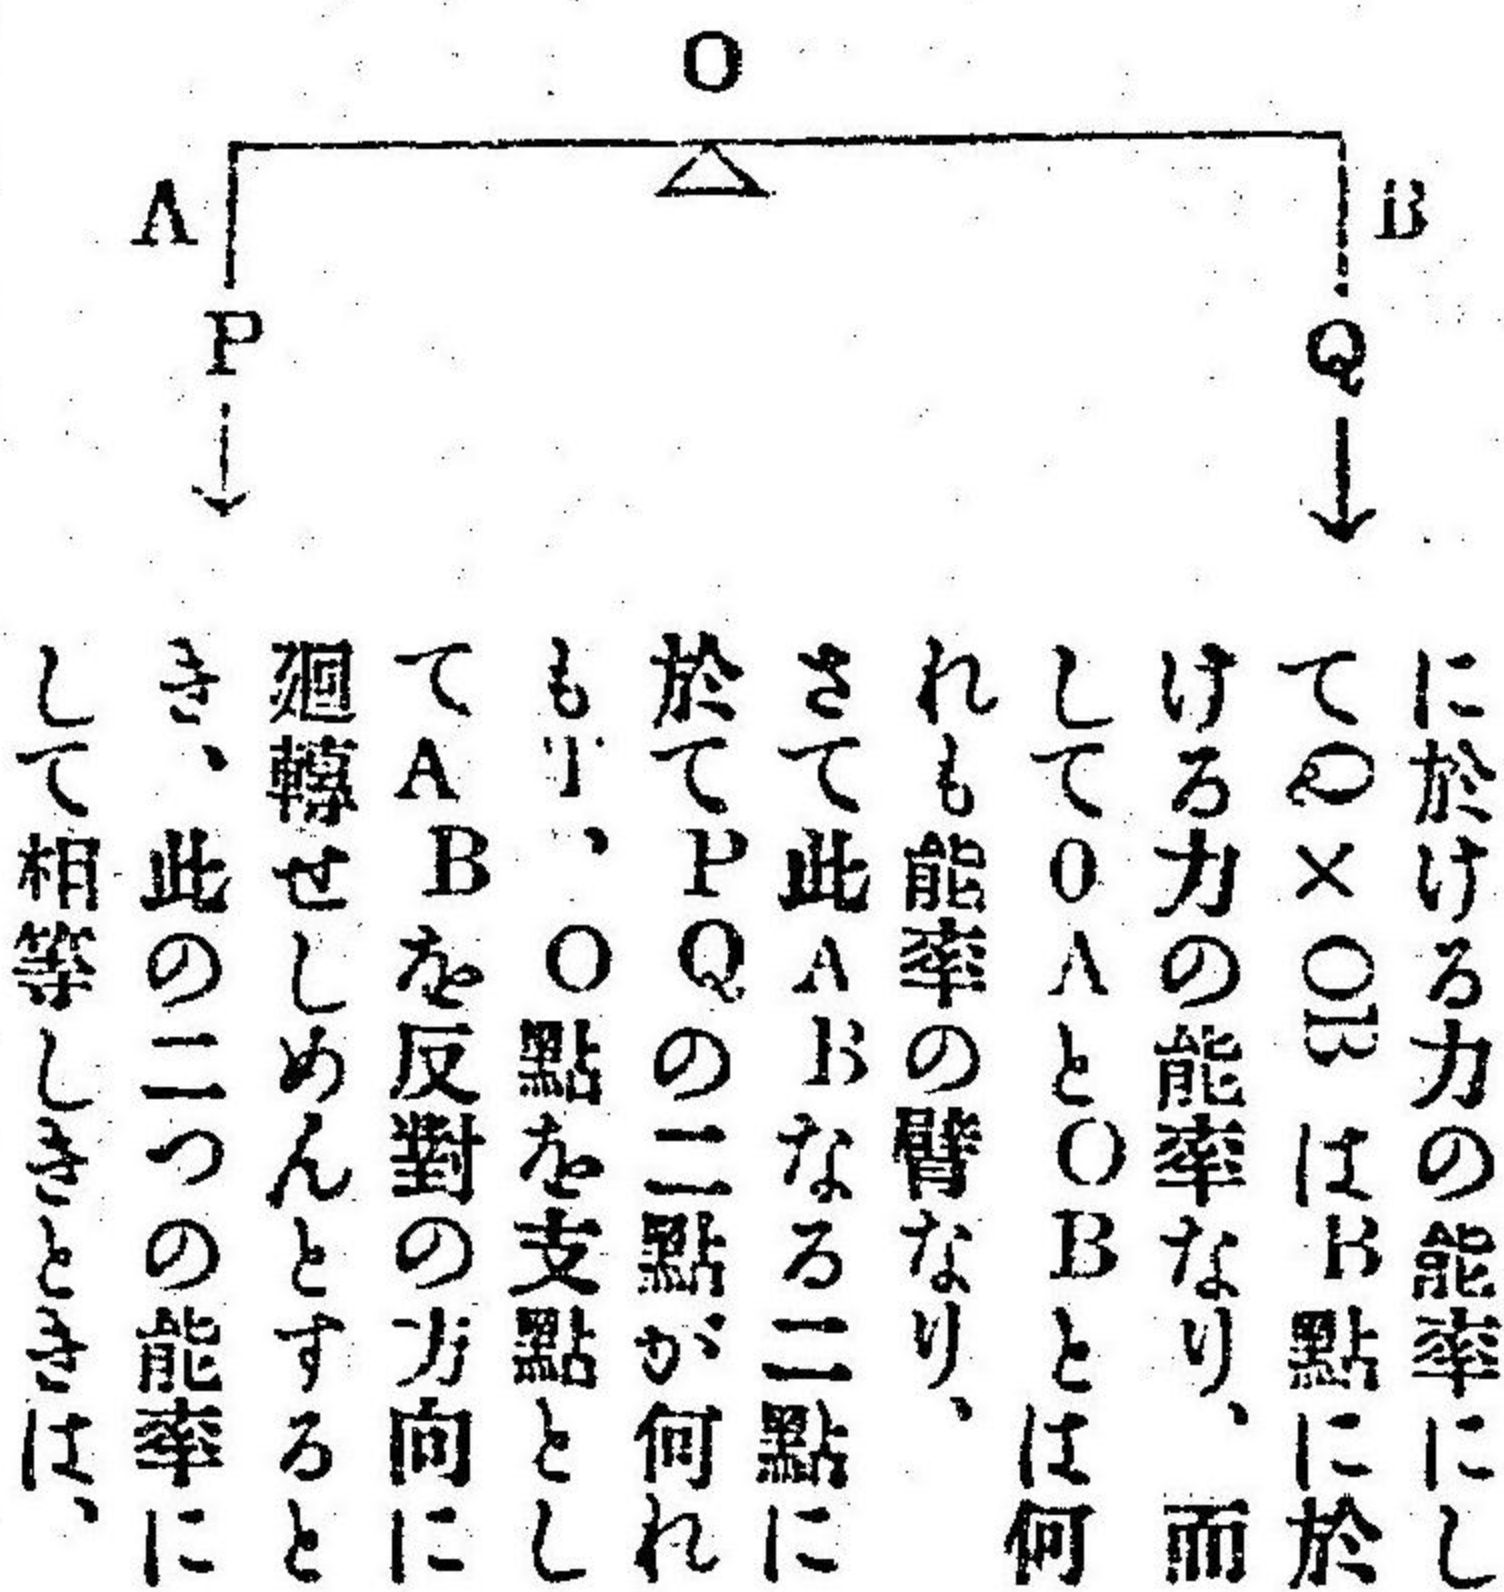 O
A
B
P
Q
に於ける力の能率にし
てQ×OBはB點に於
ける力の能率なり、而
して0AとOBとは何
れも能率の臂なり、
さて此ABなる二點に
於てPQの二點が何れ
も、O點を支點とし
てABを反對の方向に
廻轉せしめんとすると
き、此の二つの能率に
して相等しきときは、